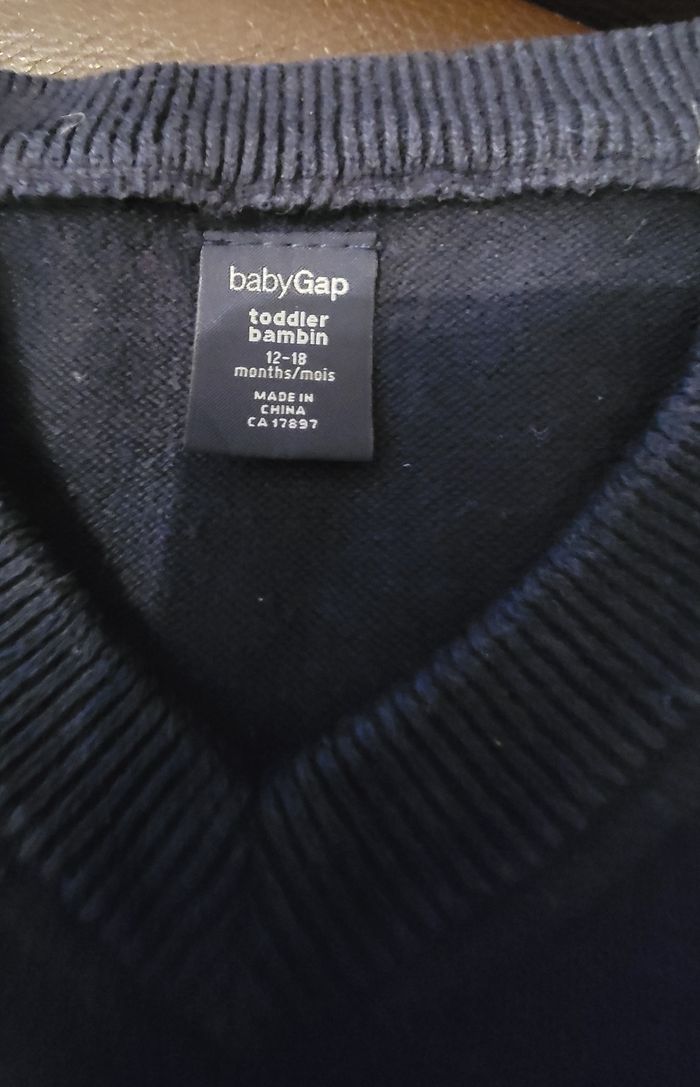 babyGap
toddler
bambin
12-18
months/mois
MADE IN
CHINA
CA 17897